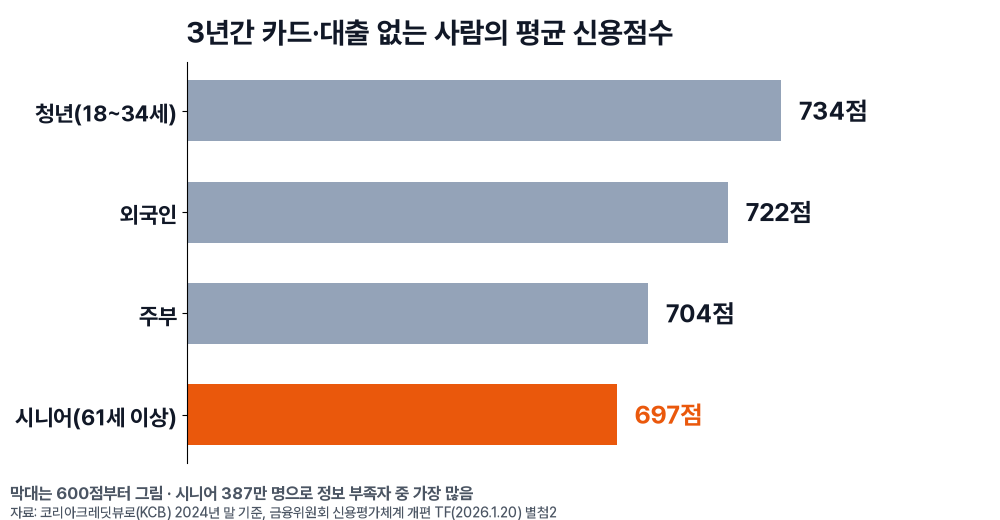 3년간 카드·대출 없는 사람의 평균 신용점수
청년(18~34세)
734점
외국인
722점
주부
704점
시니어(61세 이상)
697점
막대는 600점부터 그림 · 시니어 387만 명으로 정보 부족자 중 가장 많음
자료: 코리아크레딧뷰로(KCB) 2024년 말 기준, 금융위원회 신용평가체계 개편 TF(2026.1.20) 별첨2